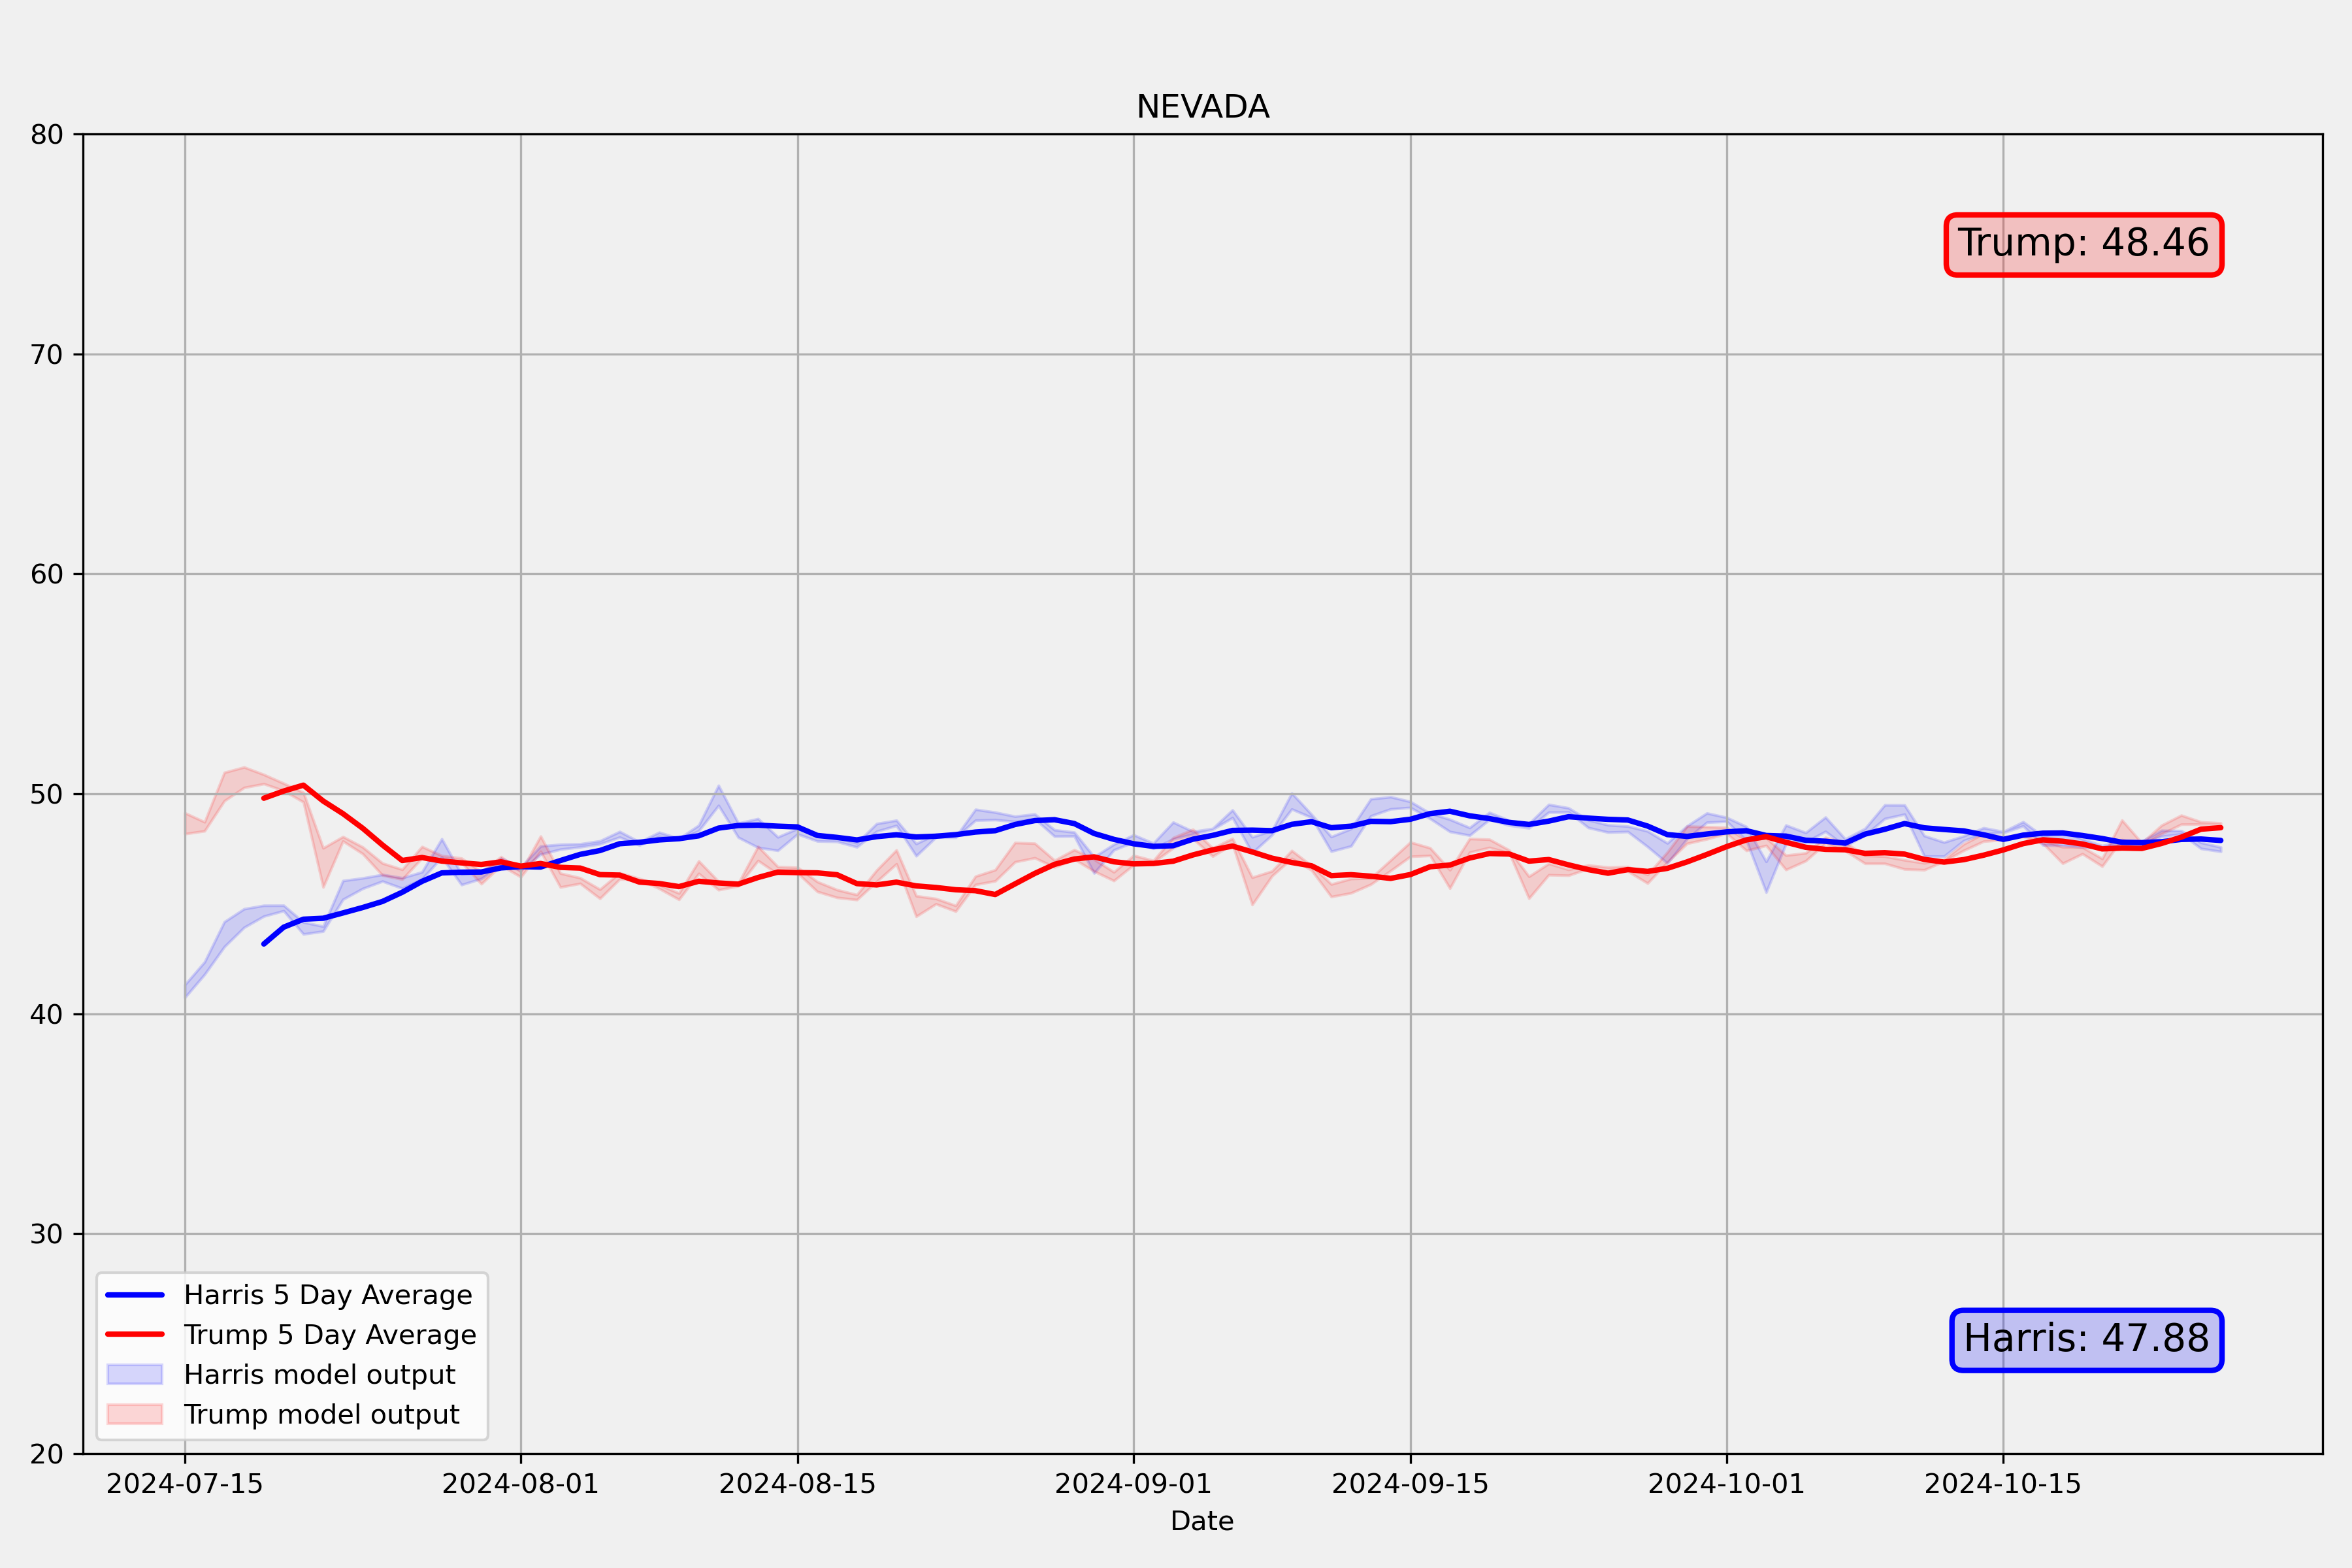 NEVADA
80
70
60
50
40
30
20
Trump: 48.46
Harris: 47.88
Harris 5 Day Average
Trump 5 Day Average
Harris model output
Trump model output
2024-07-15 2024-08-01 2024-08-15 2024-09-01 2024-09-15 2024-10-01 2024-10-15
Date